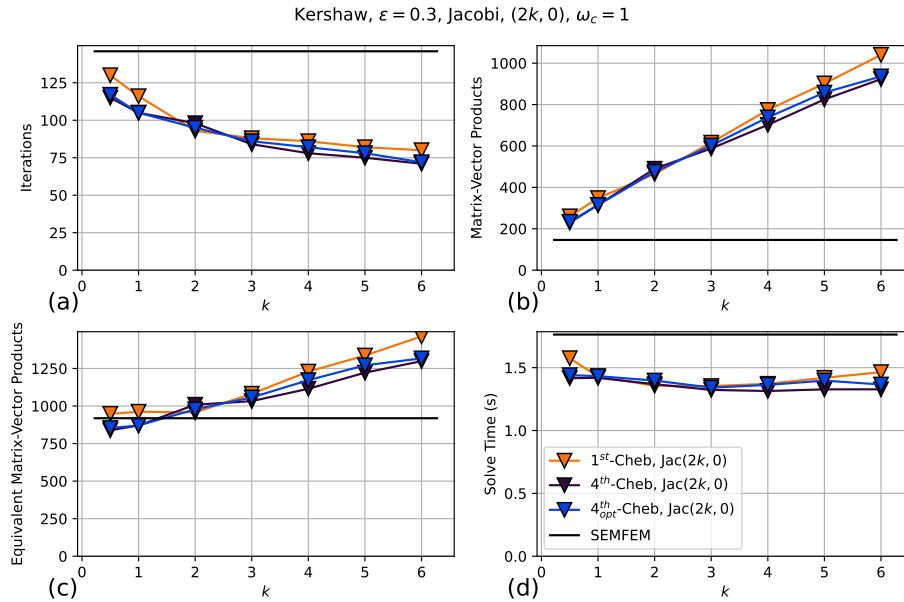 Kershaw, ε = 0.3, Jacobi, (2k, 0), ω_c = 1
125
100
75
50
25
0
Iterations
0 1 2 3 4 5 6
k
(a)
1000
800
600
400
200
0
Matrix-Vector Products
0 1 2 3 4 5 6
k
(b)
1250
1000
750
500
250
0
Equivalent Matrix-Vector Products
0 1 2 3 4 5 6
k
(c)
1.5
1.0
0.5
0.0
Solve Time (s)
1^{st}-Cheb, Jac(2k, 0)
4^{th}-Cheb, Jac(2k, 0)
4^{th}_{opt}-Cheb, Jac(2k, 0)
SEMFEM
0 1 2 3 4 5 6
k
(d)